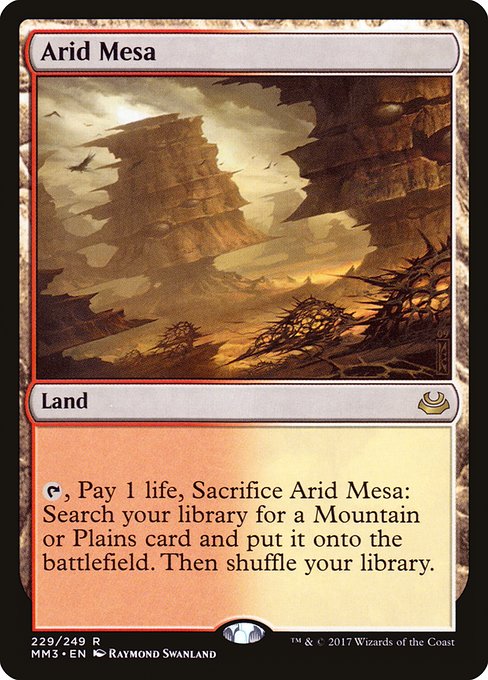 Arid Mesa
Land
, Pay 1 life, Sacrifice Arid Mesa:
Search your library for a Mountain
or Plains card and put it onto the
battlefield. Then shuffle your library.
229/249 R
MM3 • EN Raymond Swanland
™ & © 2017 Wizards of the Coast